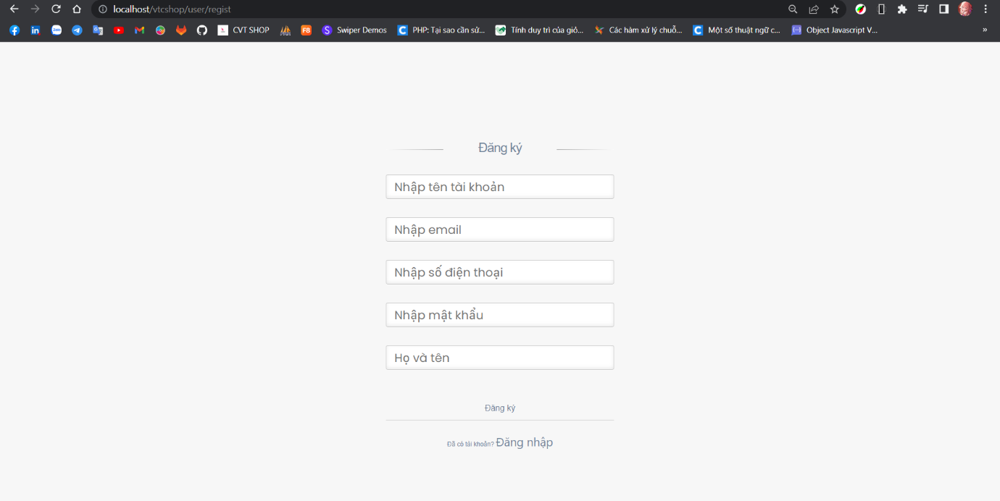 localhost/vtcshop/user/regist
CVT SHOP F8 S Swiper Demos C PHP: Tại sao cần sử... Tính duy trì của giỏ... Các hàm xử lý chuỗ... C Một số thuật ngữ c... Object Javascript V... »
Đăng ký
Nhập tên tài khoản
Nhập email
Nhập số điện thoại
Nhập mật khẩu
Họ và tên
Đăng ký
Đã có tài khoản? Đăng nhập